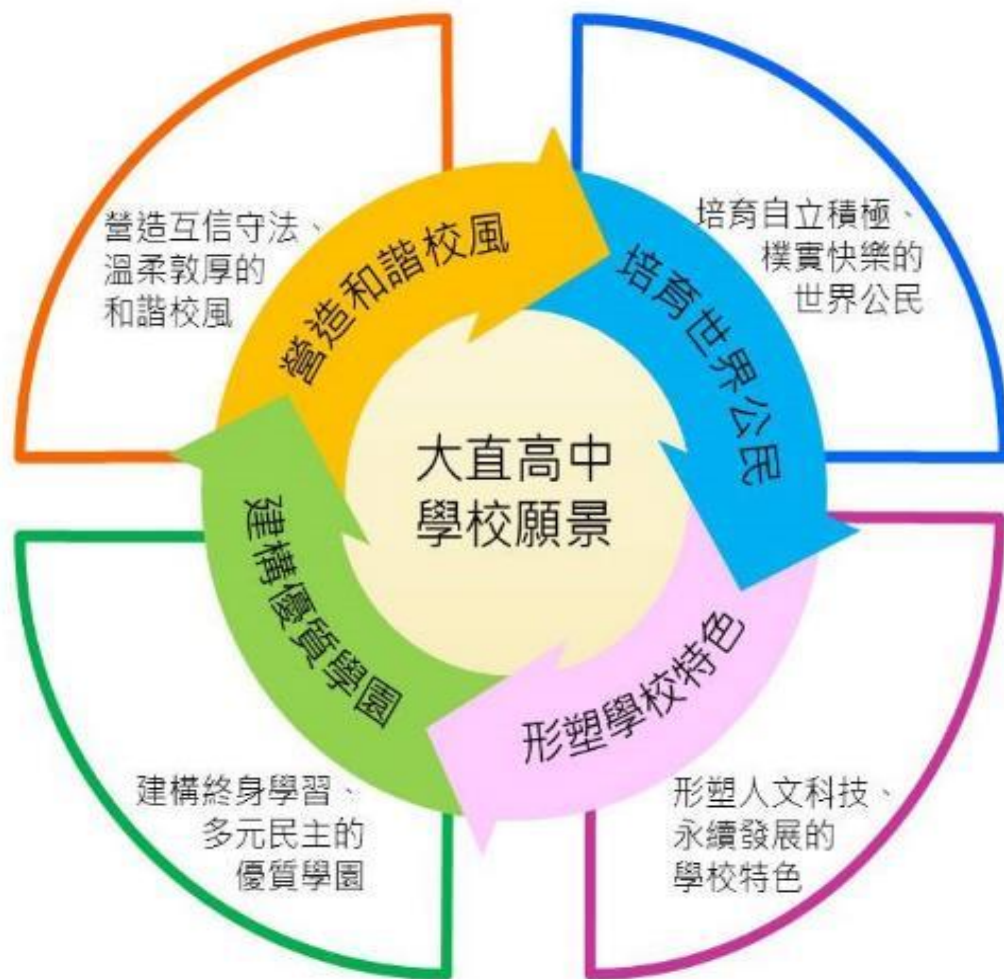 營造互信守法、
溫柔敦厚的
和諧校風
營造和諧校風
培育自立積極、
樸實快樂的
世界公民
培育世界公民
大直高中
學校願景
建構優質學園
建構終身學習、
多元民主的
優質學園
形塑學校特色
形塑人文科技、
永續發展的
學校特色